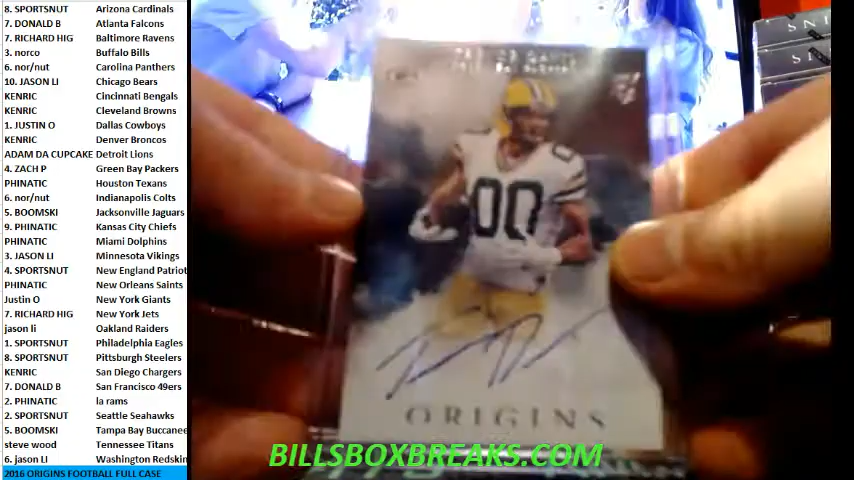 8. SPORTSNUT Arizona Cardinals
7. DONALD B Atlanta Falcons
7. RICHARD HIG Baltimore Ravens
3. norco Buffalo Bills
6. nor/nut Carolina Panthers
10. JASON LI Chicago Bears
KENRIC Cincinnati Bengals
KENRIC Cleveland Browns
1. JUSTIN O Dallas Cowboys
KENRIC Denver Broncos
ADAM DA CUPCAKE Detroit Lions
4. ZACH P Green Bay Packers
PHINATIC Houston Texans
6. nor/nut Indianapolis Colts
5. BOOMSKI Jacksonville Jaguars
9. PHINATIC Kansas City Chiefs
PHINATIC Miami Dolphins
3. JASON LI Minnesota Vikings
4. SPORTSNUT New England Patriot
PHINATIC New Orleans Saints
Justin O New York Giants
7. RICHARD HIG New York Jets
jason li Oakland Raiders
1. SPORTSNUT Philadelphia Eagles
8. SPORTSNUT Pittsburgh Steelers
KENRIC San Diego Chargers
7. DONALD B San Francisco 49ers
2. PHINATIC la rams
2. SPORTSNUT Seattle Seahawks
5. BOOMSKI Tampa Bay Buccanee
steve wood Tennessee Titans
6. jason LI Washington Redskin
2016 ORIGINS FOOTBALL FULL CASE
00
ORIGINS
BILLSBOXBREAKS.COM